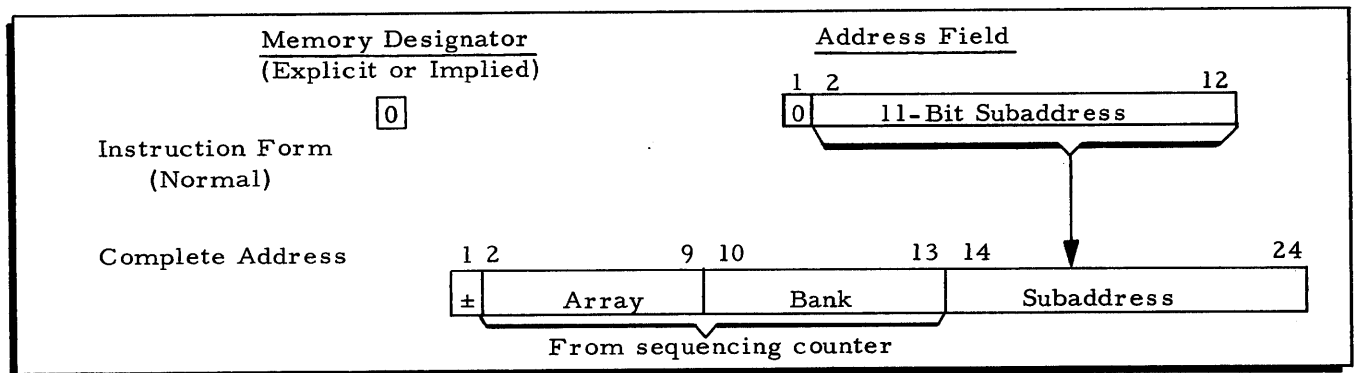 Memory Designator
(Explicit or Implied)
Address Field
1 2 12
0
0 11-Bit Subaddress
Instruction Form
(Normal)
Complete Address
1 2 9 10 13 14 24
± Array Bank Subaddress
From sequencing counter